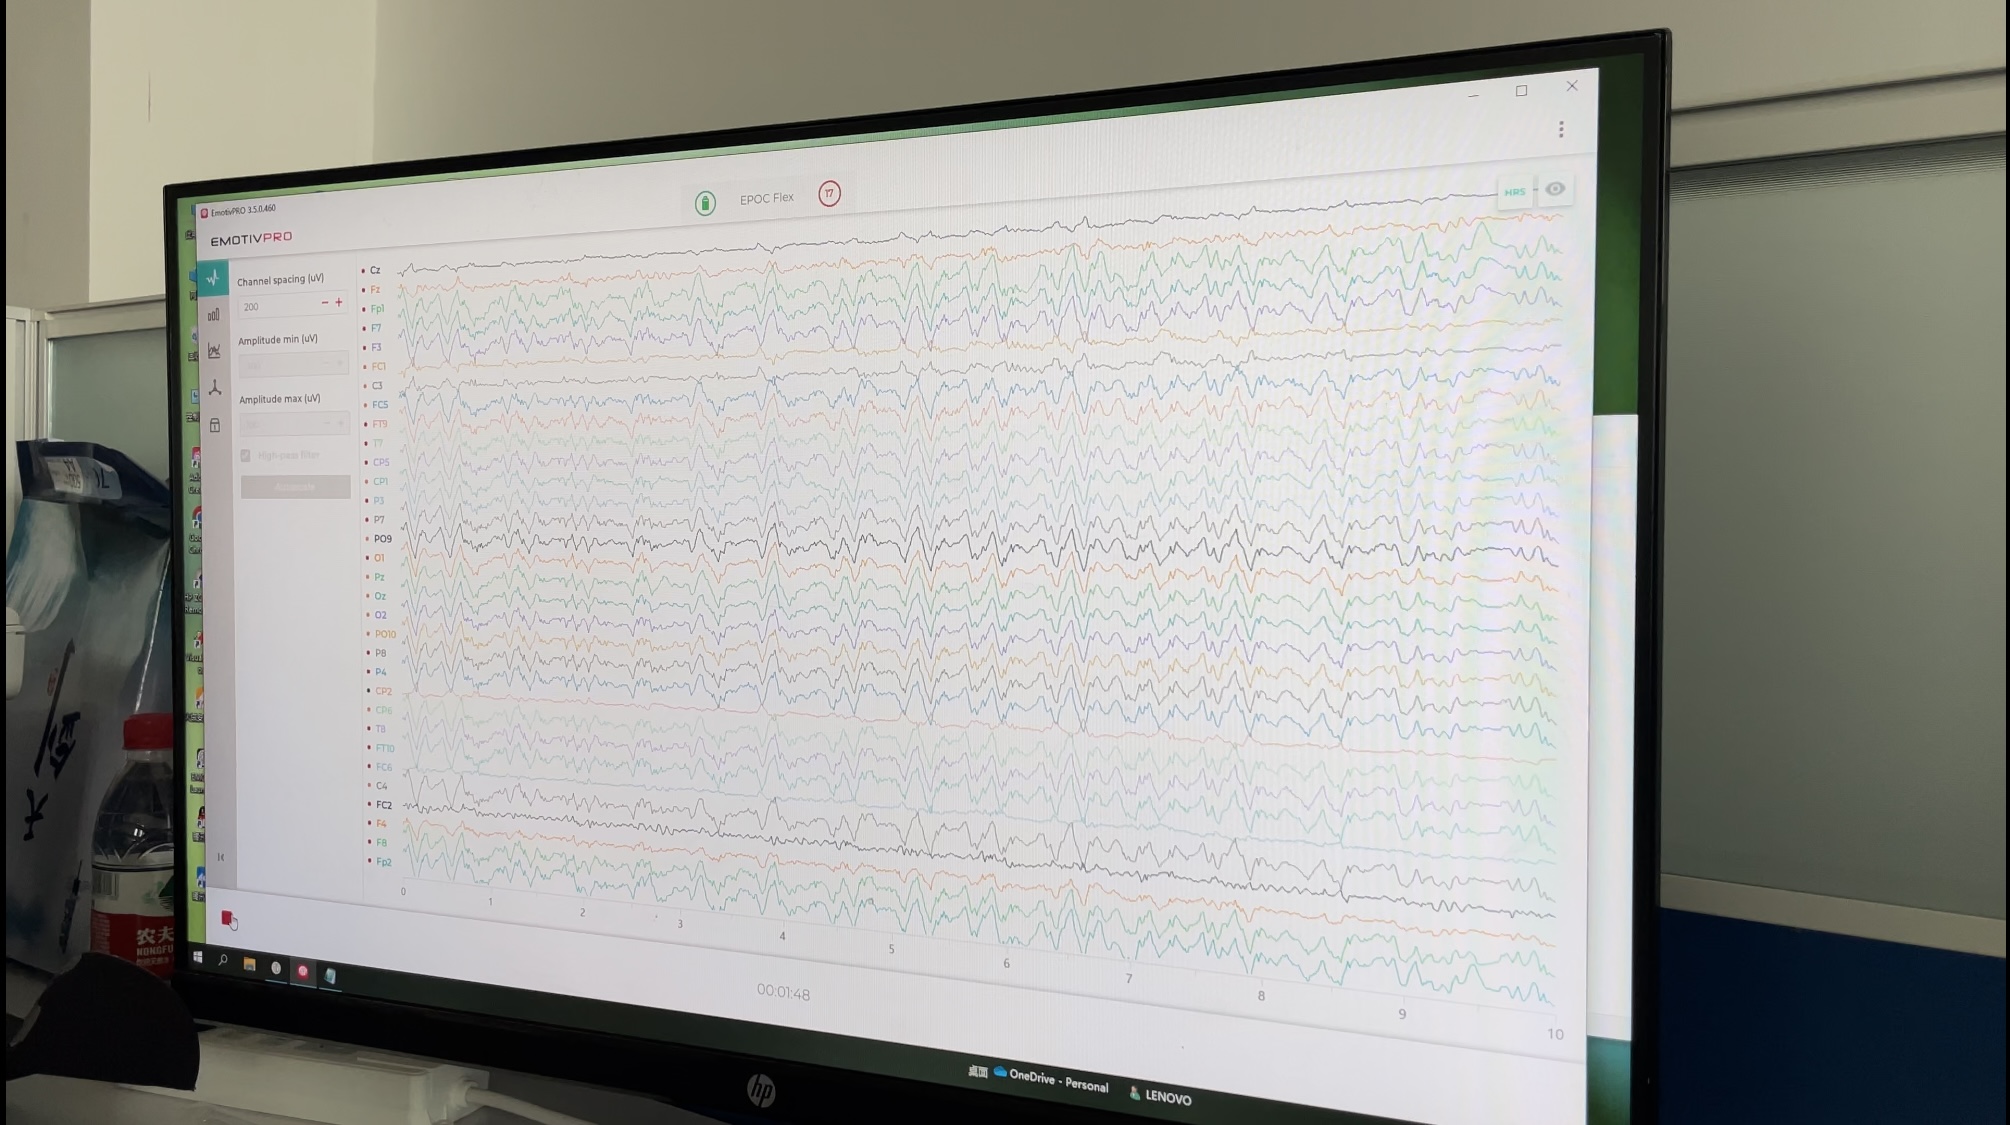 EmotivPRO 3.5.0.460
EMOTIVPRO
EPOC Flex
17
HRS
Channel spacing (uV)
200
Amplitude min (uV)
Amplitude max (uV)
High-pass filter
Cz
Fz
Fp1
F7
F3
FC1
C3
FC5
FT9
T7
CP5
CP1
P3
P7
PO9
O1
Pz
Oz
O2
PO10
P8
P4
CP2
CP6
T8
FT10
FC6
C4
FC2
F4
F8
Fp2
0
1
2
3
4
5
6
7
8
9
10
00:01:48
桌面
OneDrive - Personal
LENOVO
hp
农夫
NONGFU